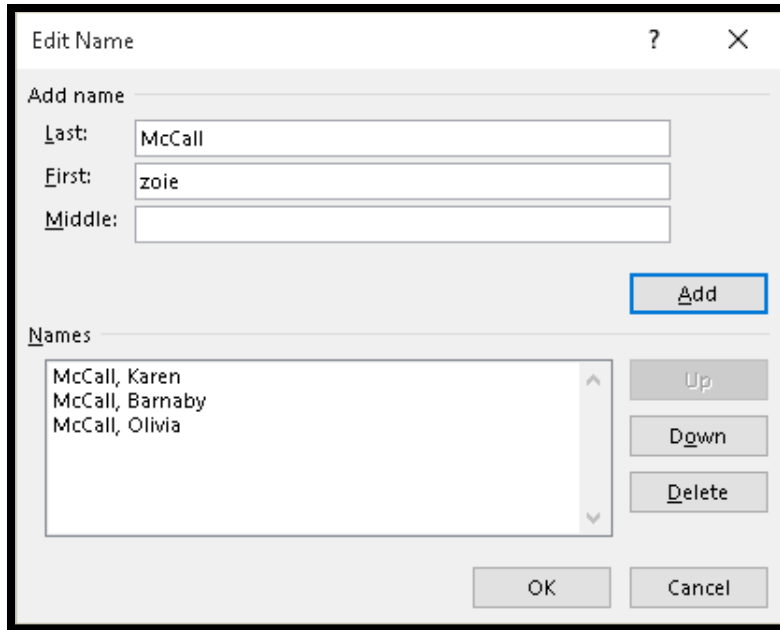 Edit Name ? X
Add name
Last: McCall
First: zoie
Middle:
Add
Names
McCall, Karen
McCall, Barnaby
McCall, Olivia
Up
Down
Delete
OK Cancel